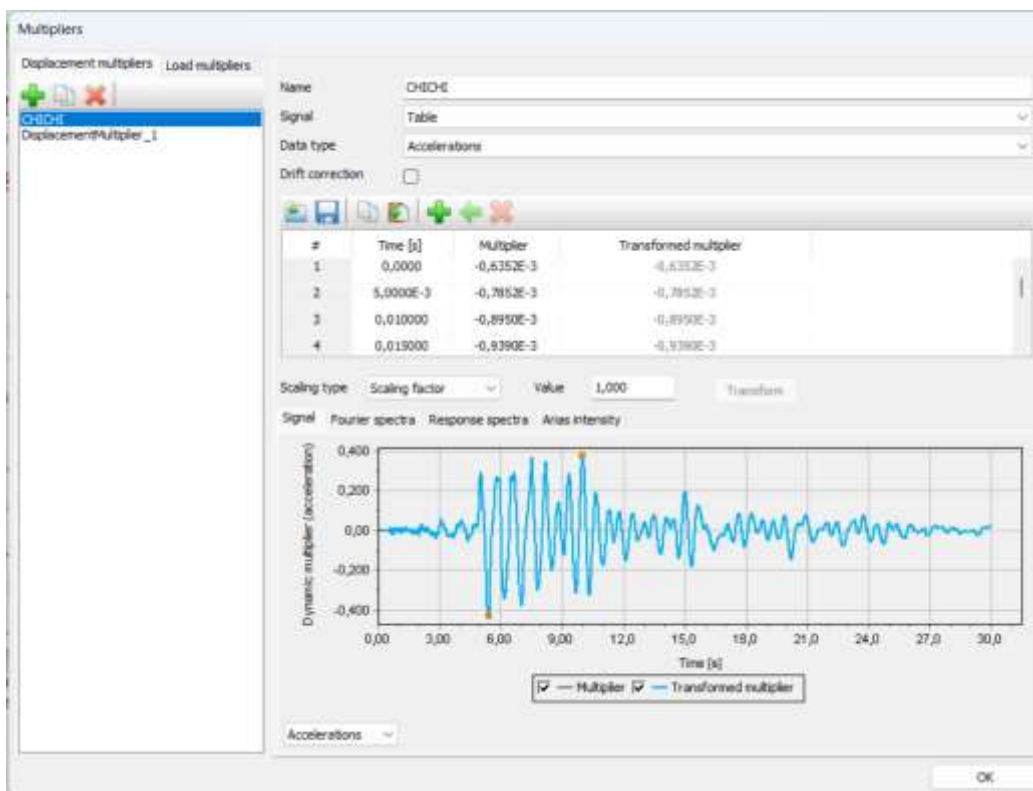 Multipliers
Displacement multipliers Load multipliers
CHICHI
DisplacementMultiplier_1
Name CHICHI
Signal Table
Data type Accelerations
Drift correction
# Time [s] Multiplier Transformed multiplier
1 0,0000 -0,6352E-3 -0,6352E-3
2 5,0000E-3 -0,7852E-3 -0,7852E-3
3 0,010000 -0,8950E-3 -0,8950E-3
4 0,015000 -0,9390E-3 -0,9390E-3
Scaling type Scaling factor Value 1,000 Transform
Signal Fourier spectra Response spectra Arias intensity
Dynamic multiplier (acceleration)
0,400
0,200
0,00
-0,200
-0,400
0,00 3,00 6,00 9,00 12,0 15,0 18,0 21,0 24,0 27,0 30,0
Time [s]
Multiplier Transformed multiplier
Accelerations
OK